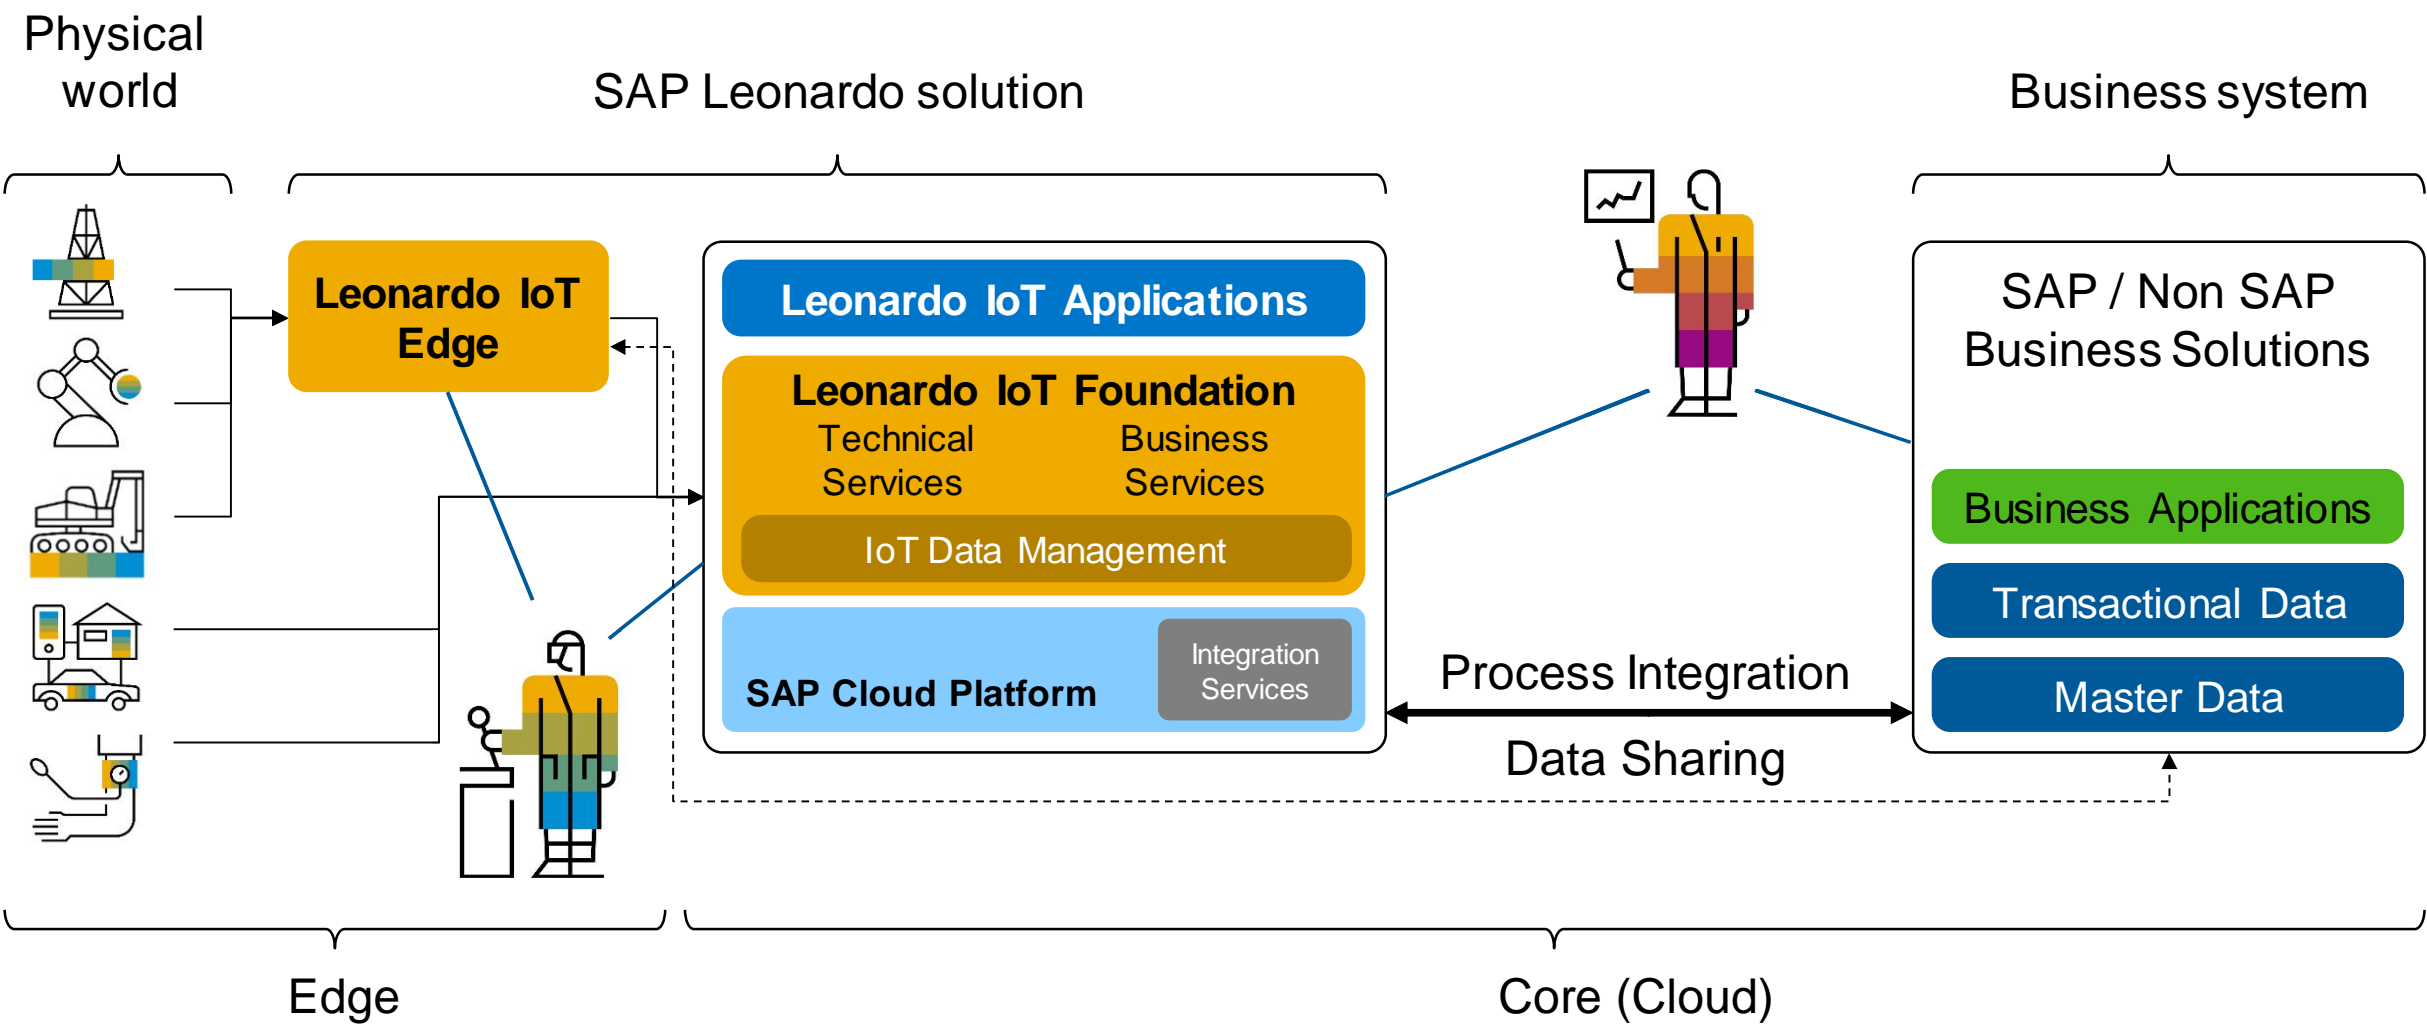 Physical
world
SAP Leonardo solution
Business system
Leonardo IoT
Edge
Leonardo IoT Applications
Leonardo IoT Foundation
Technical
Services
Business
Services
IoT Data Management
SAP Cloud Platform
Integration
Services
Process Integration
Data Sharing
SAP / Non SAP
Business Solutions
Business Applications
Transactional Data
Master Data
Edge
Core (Cloud)